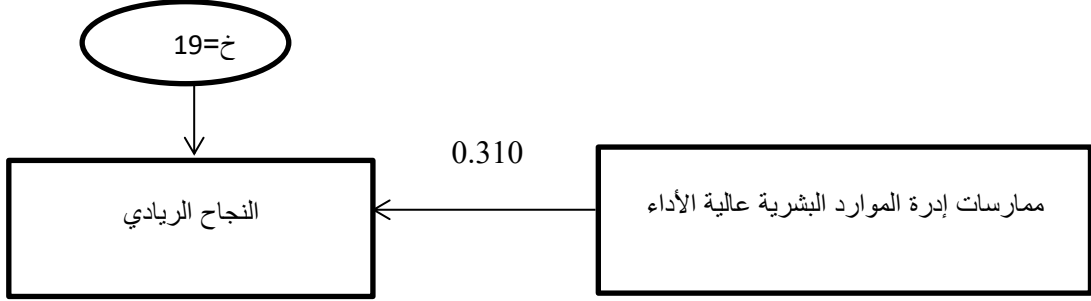 خ=19
0.310
ممارسات إدرة الموارد البشرية عالية الأداء
النجاح الريادي